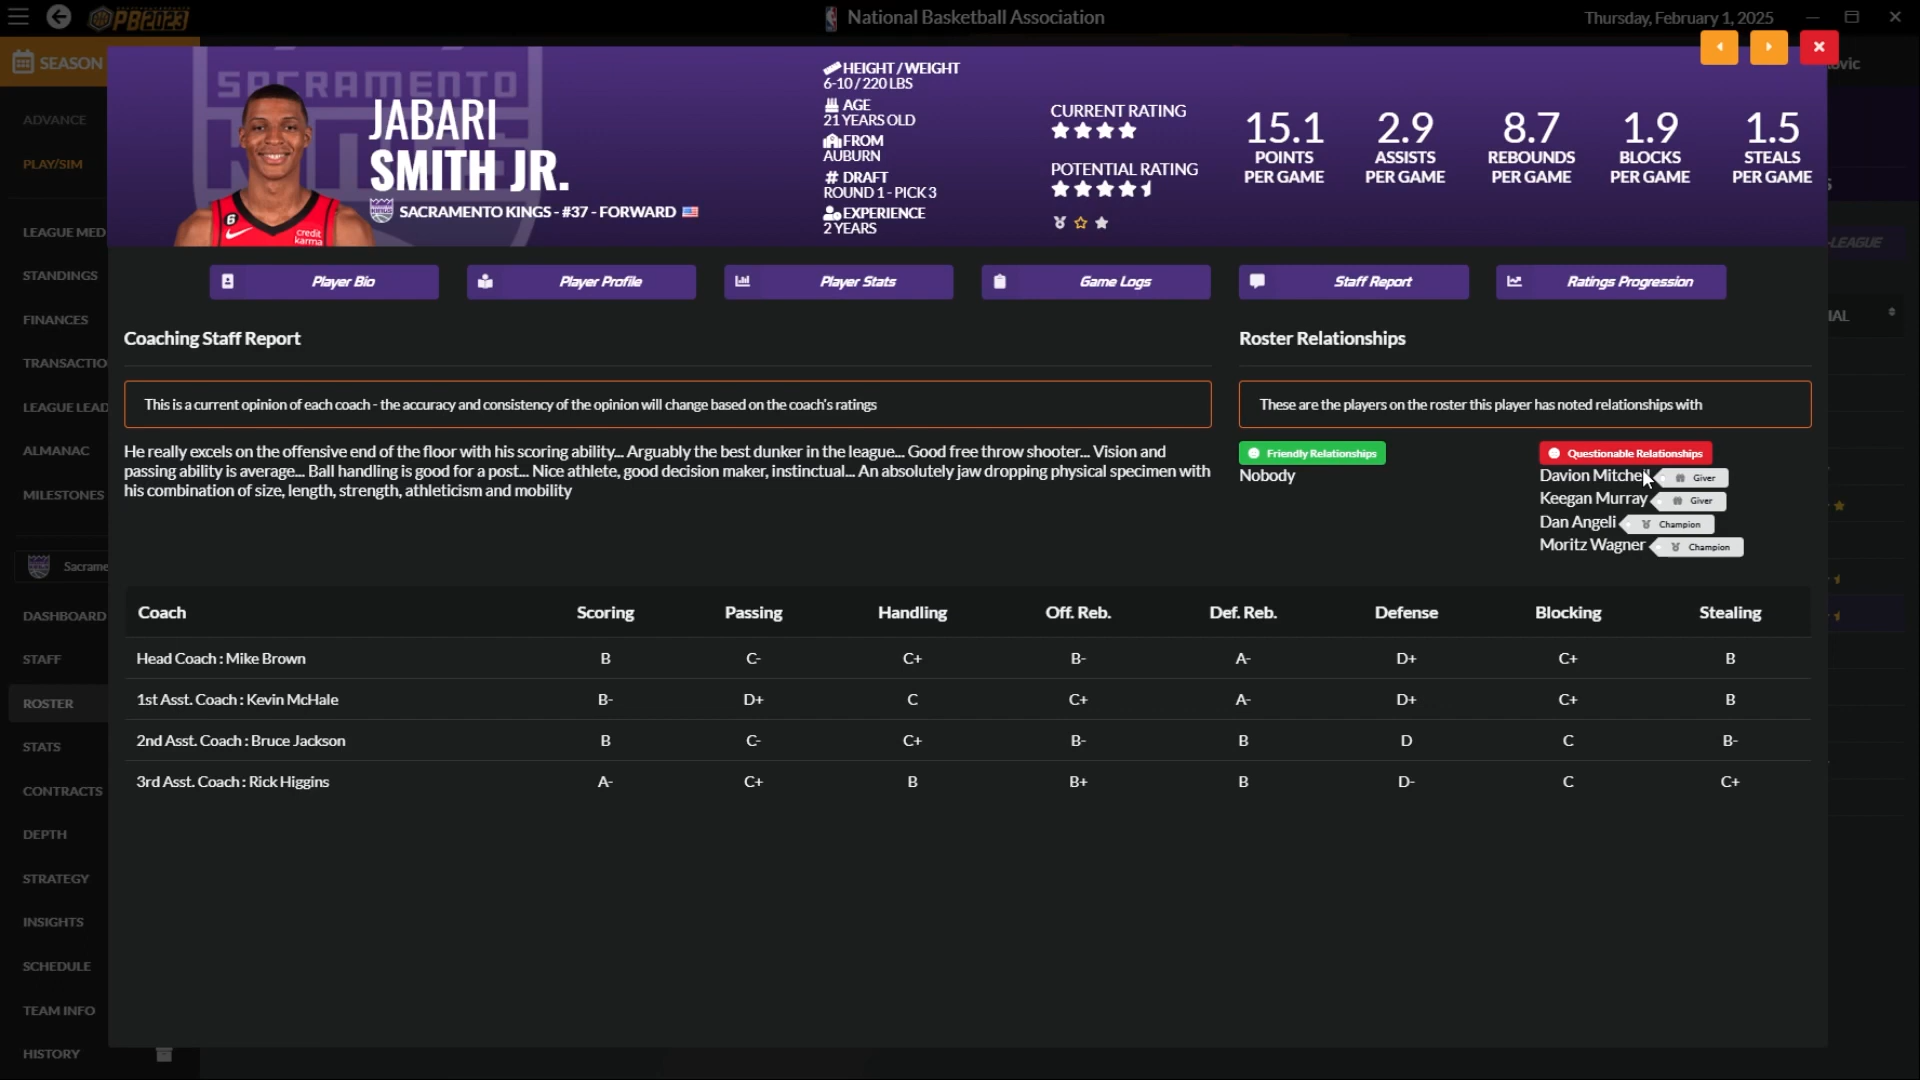 PB2023
National Basketball Association
Thursday, February 1, 2025
SEASON
ADVANCE
PLAY/SIM
LEAGUE MED
STANDINGS
FINANCES
TRANSACTIO
LEAGUE LEAD
ALMANAC
MILESTONES
Sacrame
DASHBOARD
STAFF
ROSTER
STATS
CONTRACTS
DEPTH
STRATEGY
INSIGHTS
SCHEDULE
TEAM INFO
HISTORY
SACRAMENTO
KINGS
JABARI
SMITH JR.
SACRAMENTO KINGS - #37 - FORWARD
6
credit
karma
HEIGHT / WEIGHT
6-10 / 220 LBS
AGE
21 YEARS OLD
FROM
AUBURN
# DRAFT
ROUND 1 - PICK 3
EXPERIENCE
2 YEARS
CURRENT RATING
POTENTIAL RATING
15.1 2.9 8.7 1.9 1.5
POINTS ASSISTS REBOUNDS BLOCKS STEALS
PER GAME PER GAME PER GAME PER GAME PER GAME
Player Bio Player Profile Player Stats Game Logs Staff Report Ratings Progression
Coaching Staff Report
This is a current opinion of each coach - the accuracy and consistency of the opinion will change based on the coach's ratings
He really excels on the offensive end of the floor with his scoring ability... Arguably the best dunker in the league... Good free throw shooter... Vision and
passing ability is average... Ball handling is good for a post... Nice athlete, good decision maker, instinctual... An absolutely jaw dropping physical specimen with
his combination of size, length, strength, athleticism and mobility
Roster Relationships
These are the players on the roster this player has noted relationships with
Friendly Relationships
Nobody
Questionable Relationships
Davion Mitchell Giver
Keegan Murray Giver
Dan Angeli Champion
Moritz Wagner Champion
Coach Scoring Passing Handling Off. Reb. Def. Reb. Defense Blocking Stealing
Head Coach : Mike Brown B C- C+ B- A- D+ C+ B
1st Asst. Coach : Kevin McHale B- D+ C C+ A- D+ C+ B
2nd Asst. Coach : Bruce Jackson B C- C+ B- B D C B-
3rd Asst. Coach : Rick Higgins A- C+ B B+ B D- C C+
ovic
-LEAGUE
IAL